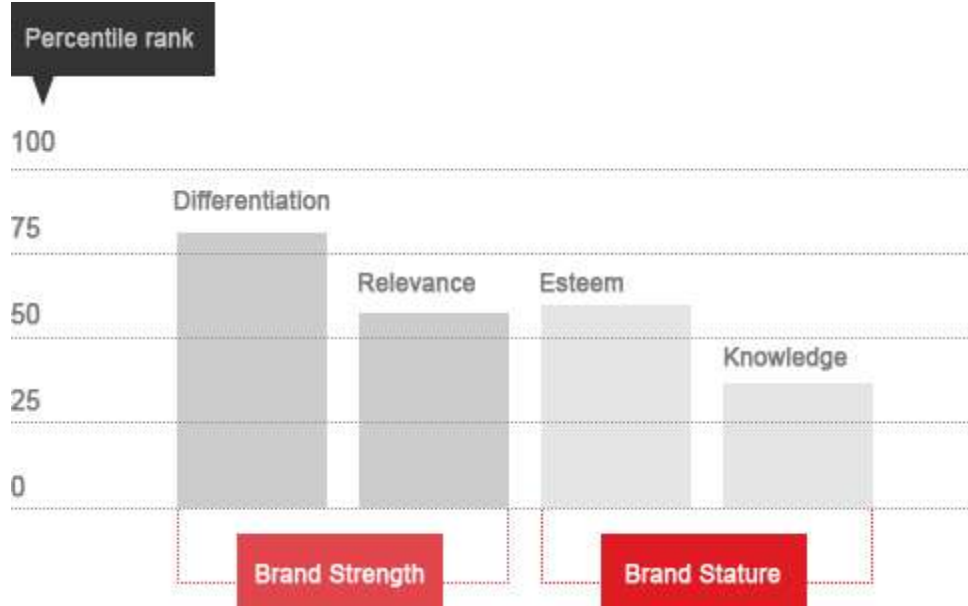 Percentile rank
100
Differentiation
75
Relevance
Esteem
50
Knowledge
25
0
Brand Strength
Brand Stature